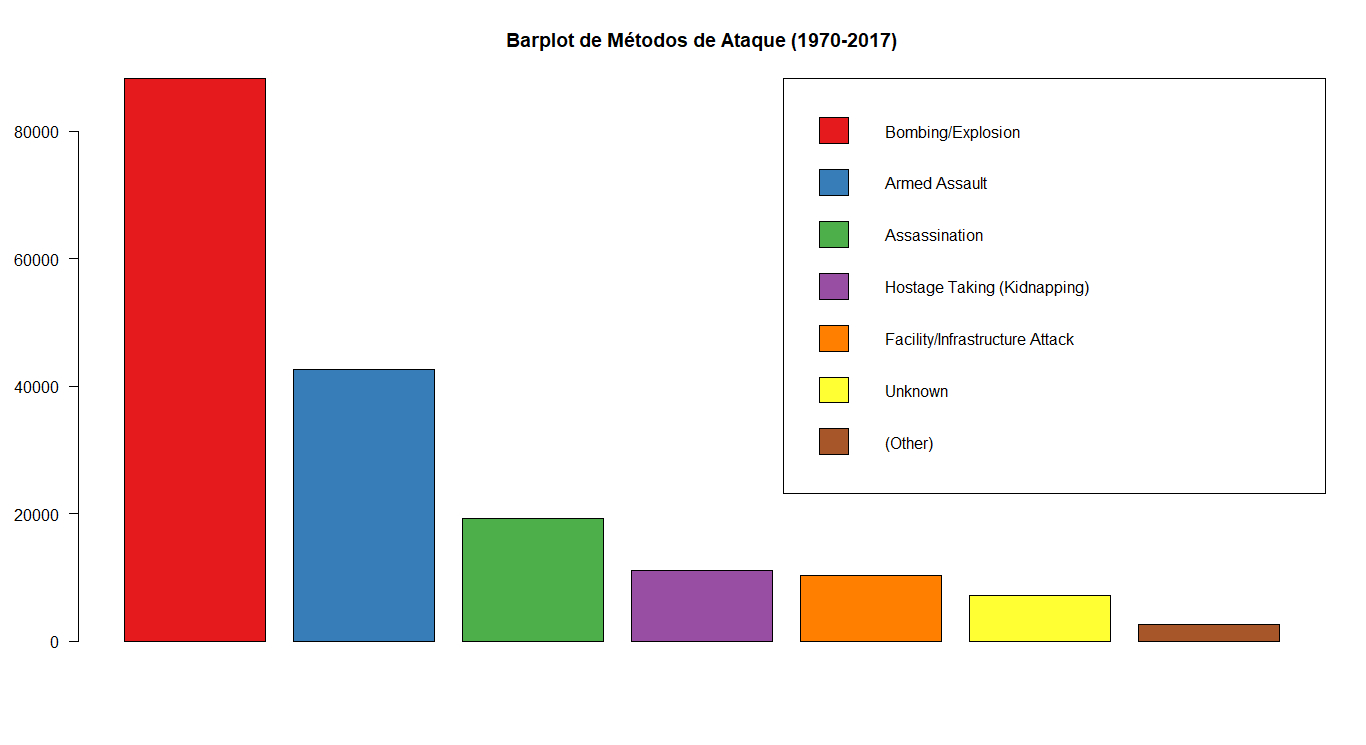 Barplot de Métodos de Ataque (1970-2017)
80000
60000
40000
20000
0
Bombing/Explosion
Armed Assault
Assassination
Hostage Taking (Kidnapping)
Facility/Infrastructure Attack
Unknown
(Other)